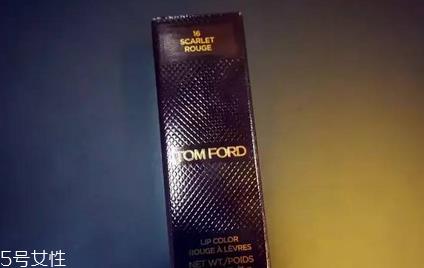 16
SCARLET
ROUGE
TOM FORD
LIP COLOR
ROUGE À LÈVRES
NET WT./POIDS
5号女性